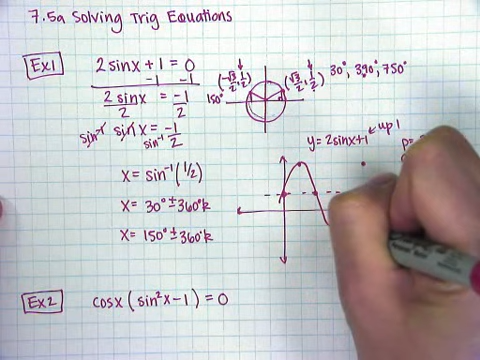 7.5a Solving Trig Equations
Ex1
2 sinx + 1 = 0
-1 -1
2 sinx = -1
2 2
sin⁻¹ sin x = -1/2
sin⁻¹
x = sin⁻¹(1/2)
x = 30° ± 360°k
x = 150° ± 360°k
(-√3/2, 1/2)
(√3/2, 1/2)
30°, 390°, 750°
150°
y = 2sinx+1
up 1
p=
Ex2
cosx (sin²x - 1) = 0